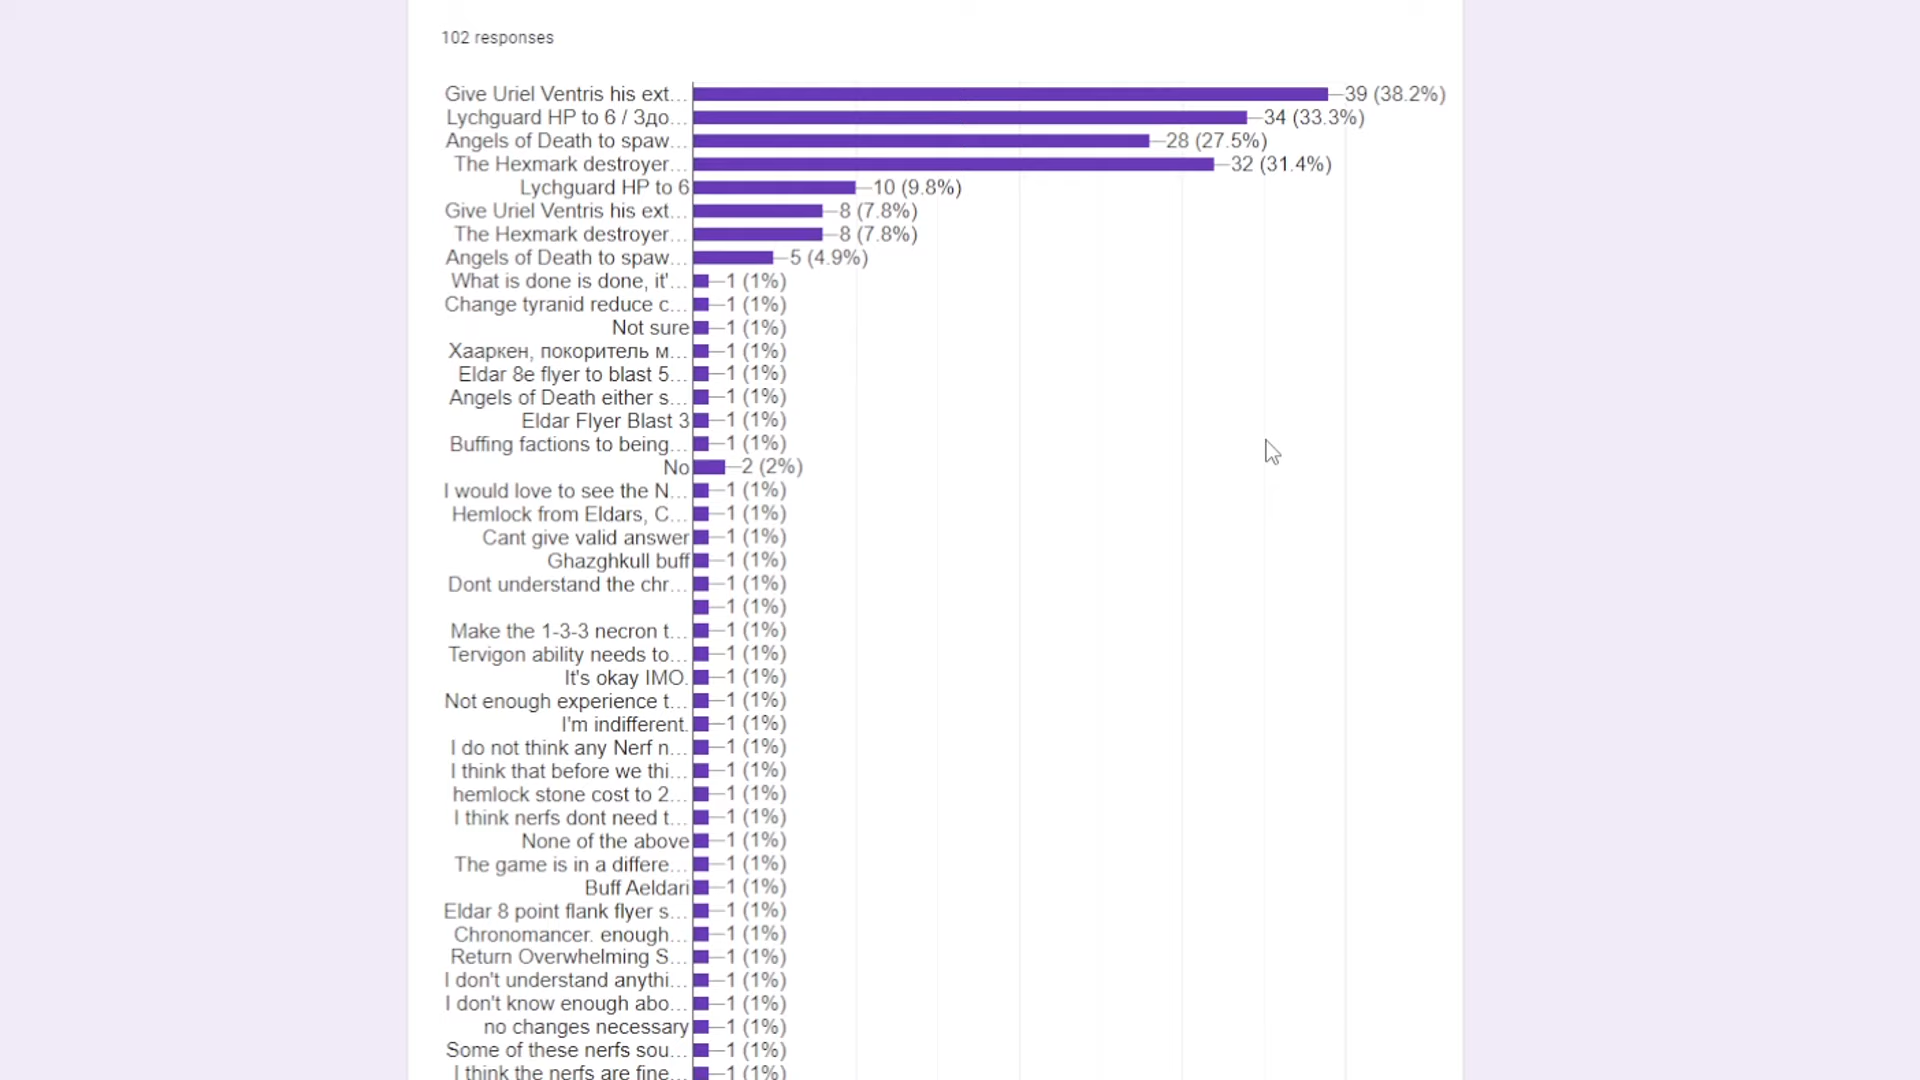 102 responses
Give Uriel Ventris his ext... 39 (38.2%)
Lychguard HP to 6 / Здо... 34 (33.3%)
Angels of Death to spaw... 28 (27.5%)
The Hexmark destroyer... 32 (31.4%)
Lychguard HP to 6 10 (9.8%)
Give Uriel Ventris his ext... 8 (7.8%)
The Hexmark destroyer... 8 (7.8%)
Angels of Death to spaw... 5 (4.9%)
What is done is done, it'... 1 (1%)
Change tyranid reduce c... 1 (1%)
Not sure 1 (1%)
Хааркен, покоритель м... 1 (1%)
Eldar 8e flyer to blast 5... 1 (1%)
Angels of Death either s... 1 (1%)
Eldar Flyer Blast 3 1 (1%)
Buffing factions to being... 1 (1%)
No 2 (2%)
I would love to see the N... 1 (1%)
Hemlock from Eldars, C... 1 (1%)
Cant give valid answer 1 (1%)
Ghazghkull buff 1 (1%)
Dont understand the chr... 1 (1%)
1 (1%)
Make the 1-3-3 necron t... 1 (1%)
Tervigon ability needs to... 1 (1%)
It's okay IMO. 1 (1%)
Not enough experience t... 1 (1%)
I'm indifferent. 1 (1%)
I do not think any Nerf n... 1 (1%)
I think that before we thi... 1 (1%)
hemlock stone cost to 2... 1 (1%)
I think nerfs dont need t... 1 (1%)
None of the above 1 (1%)
The game is in a differe... 1 (1%)
Buff Aeldari 1 (1%)
Eldar 8 point flank flyer s... 1 (1%)
Chronomancer. enough... 1 (1%)
Return Overwhelming S... 1 (1%)
I don't understand anythi... 1 (1%)
I don't know enough abo... 1 (1%)
no changes necessary 1 (1%)
Some of these nerfs sou... 1 (1%)
I think the nerfs are fine... 1 (1%)